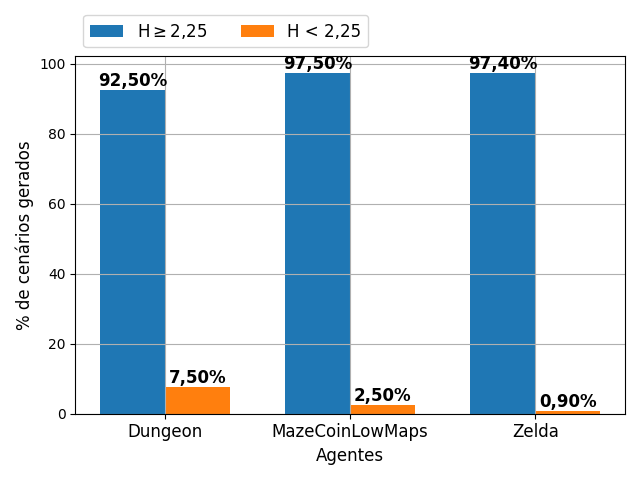 H ≥ 2,25 H < 2,25
92,50% 97,50% 97,40%
7,50% 2,50% 0,90%
100
80
60
40
20
0
% de cenários gerados
Dungeon MazeCoinLowMaps Zelda
Agentes